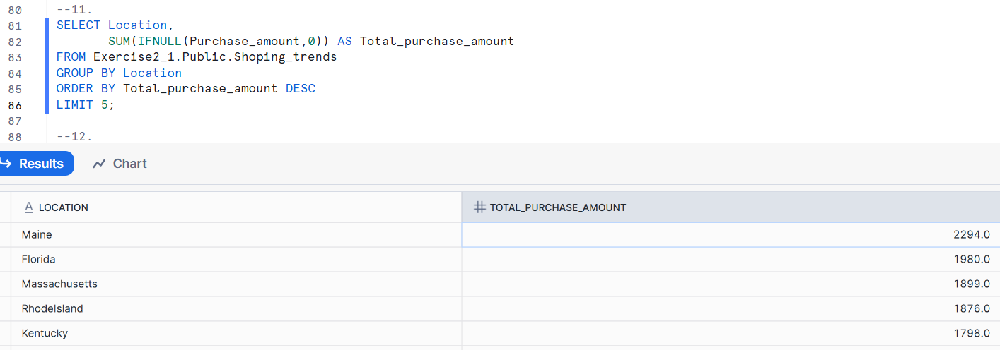 80 --11.
81 SELECT Location,
82 SUM(IFNULL(Purchase_amount,0)) AS Total_purchase_amount
83 FROM Exercise2_1.Public.Shoping_trends
84 GROUP BY Location
85 ORDER BY Total_purchase_amount DESC
86 LIMIT 5;
87
88 --12.
Results Chart
A LOCATION # TOTAL_PURCHASE_AMOUNT
Maine 2294.0
Florida 1980.0
Massachusetts 1899.0
RhodeIsland 1876.0
Kentucky 1798.0